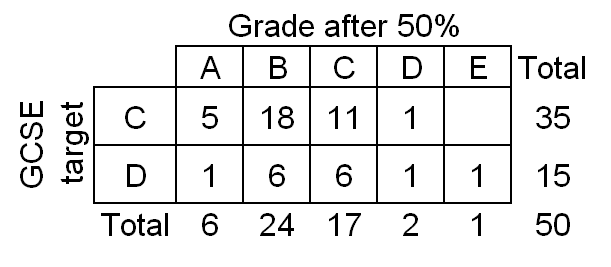 Grade after 50%
A B C D E Total
GCSE target
C 5 18 11 1 35
D 1 6 6 1 1 15
Total 6 24 17 2 1 50